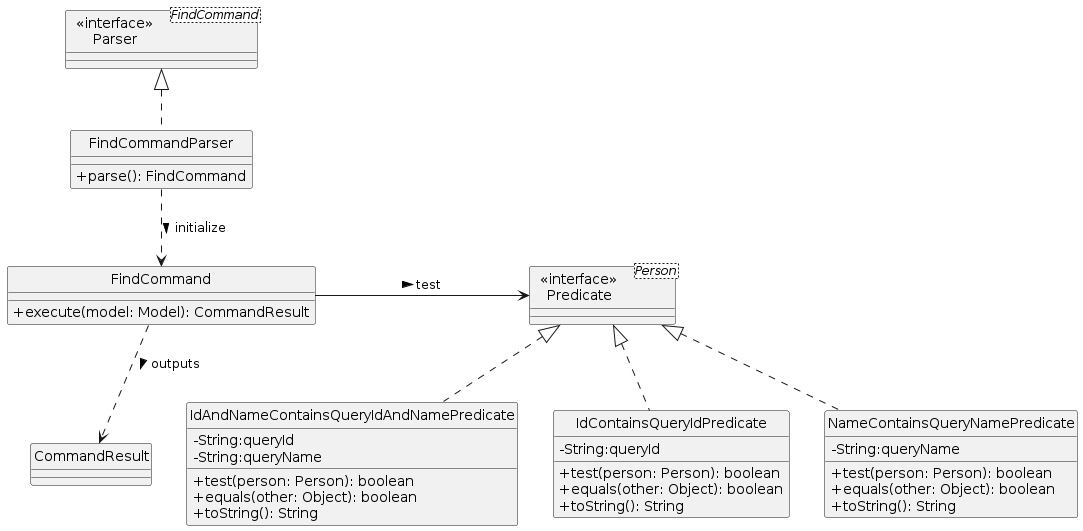 «interface»
Parser
FindCommand
FindCommandParser
+parse(): FindCommand
initialize
FindCommand
+execute(model: Model): CommandResult
test
«interface»
Predicate
Person
outputs
CommandResult
IdAndNameContainsQueryIdAndNamePredicate
-String:queryId
-String:queryName
+test(person: Person): boolean
+equals(other: Object): boolean
+toString(): String
IdContainsQueryIdPredicate
-String:queryId
+test(person: Person): boolean
+equals(other: Object): boolean
+toString(): String
NameContainsQueryNamePredicate
-String:queryName
+test(person: Person): boolean
+equals(other: Object): boolean
+toString(): String